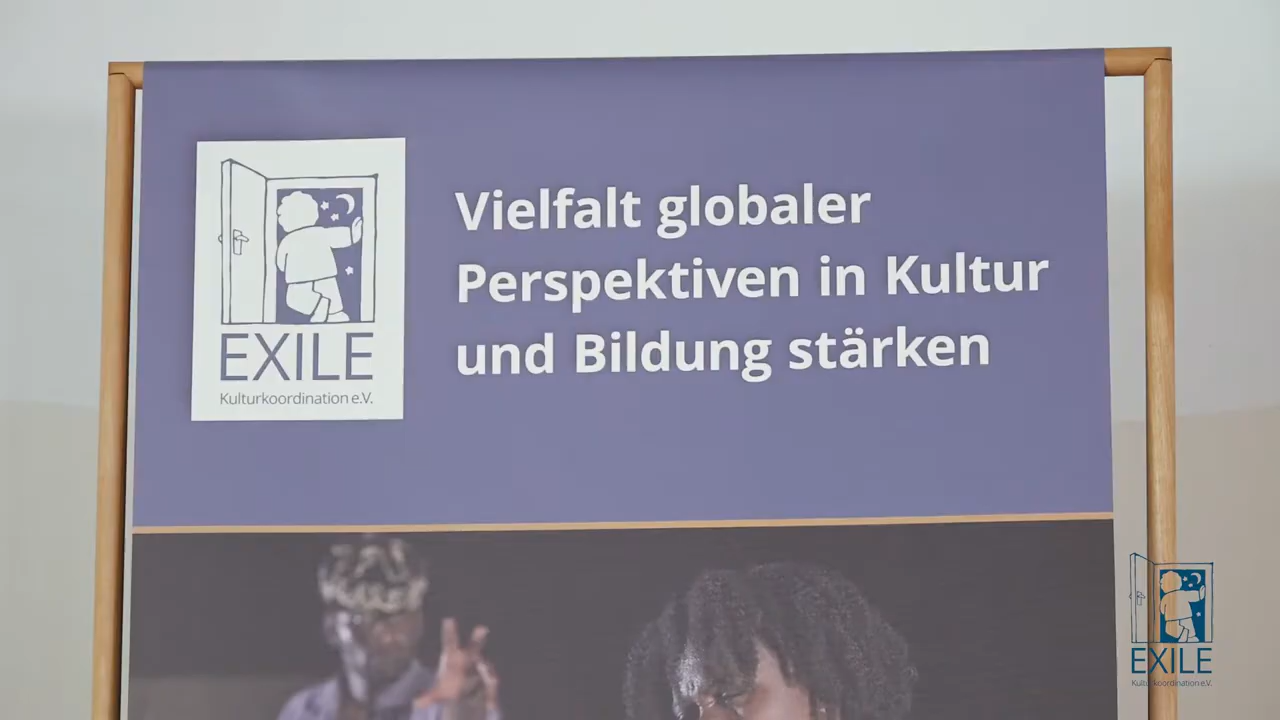 Vielfalt globaler
Perspektiven in Kultur
und Bildung stärken
EXILE
Kulturkoordination e.V.
EXILE
Kulturkoordination e.V.